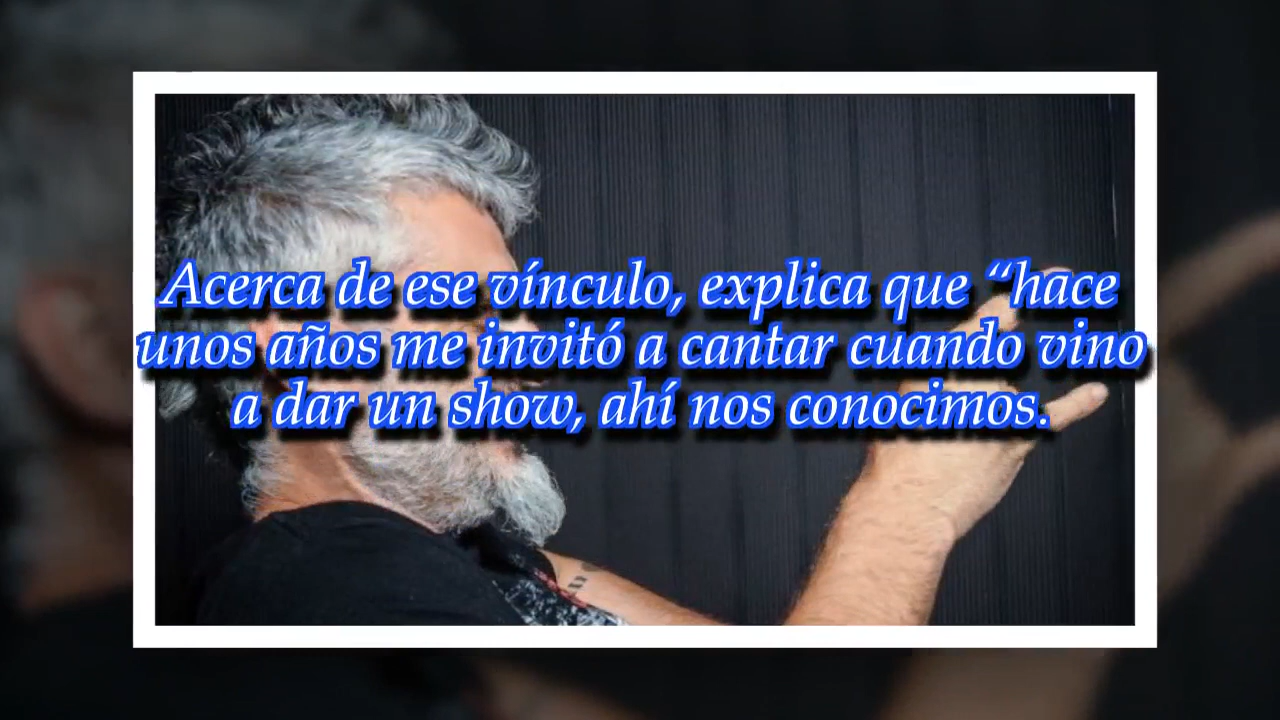 Acerca de ese vínculo, explica que “hace
unos años me invitó a cantar cuando vino
a dar un show, ahí nos conocimos.